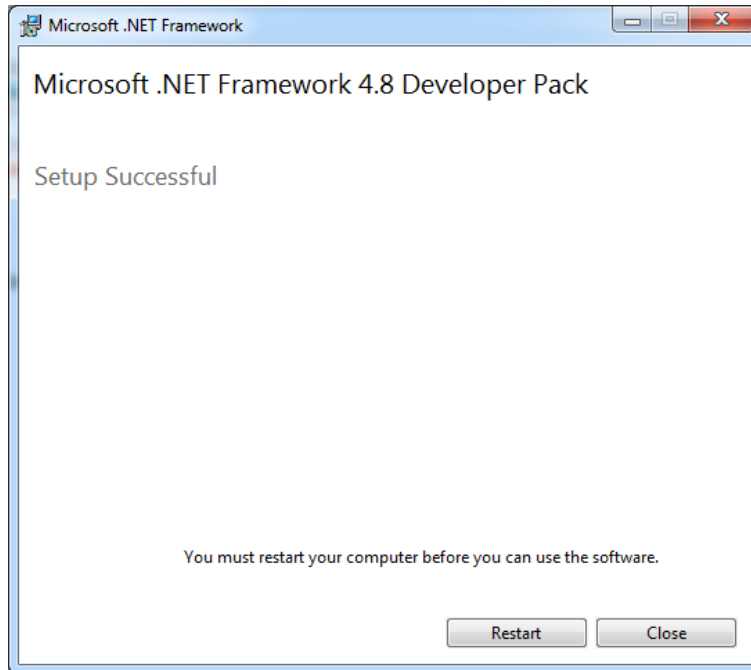 Microsoft .NET Framework
Microsoft .NET Framework 4.8 Developer Pack
Setup Successful
You must restart your computer before you can use the software.
Restart
Close